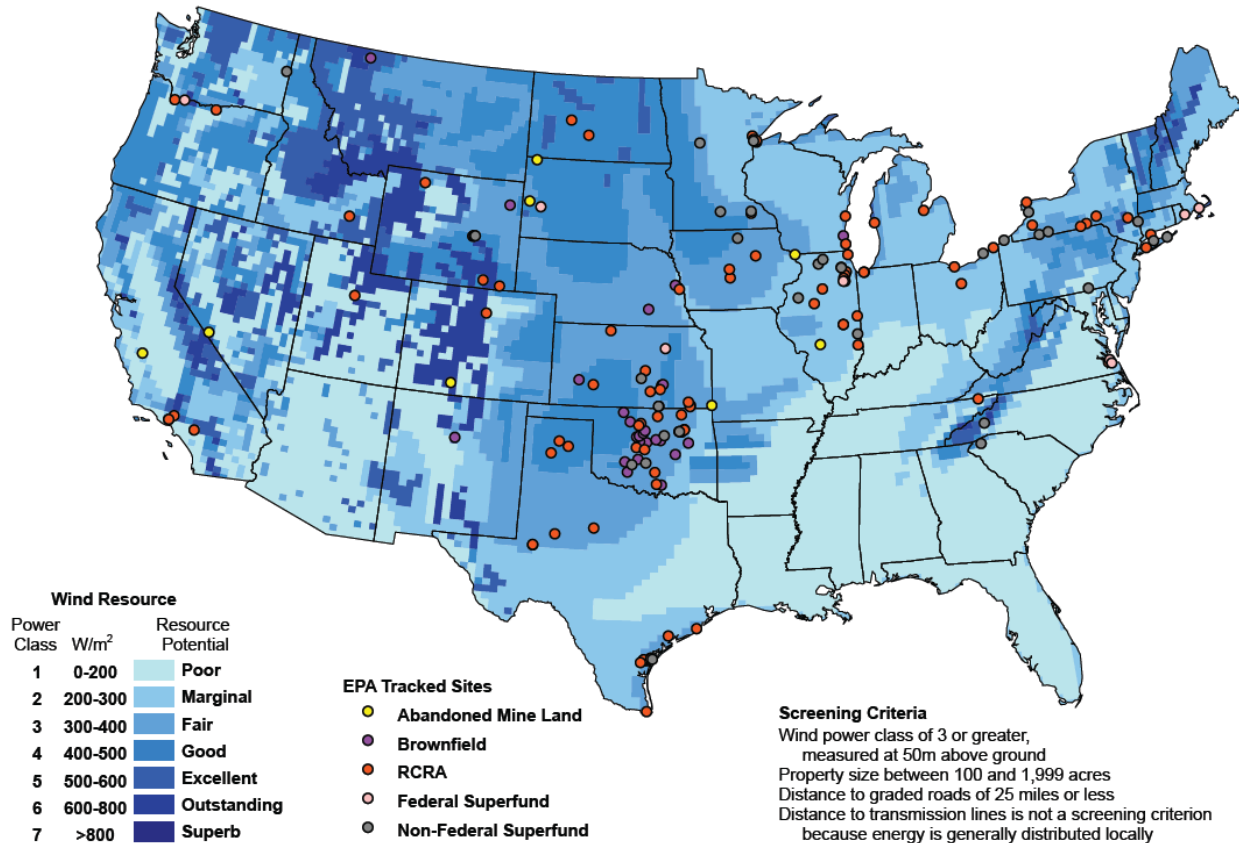 Wind Resource
Power Class W/m² Resource Potential
1 0-200 Poor
2 200-300 Marginal
3 300-400 Fair
4 400-500 Good
5 500-600 Excellent
6 600-800 Outstanding
7 >800 Superb
EPA Tracked Sites
Abandoned Mine Land
Brownfield
RCRA
Federal Superfund
Non-Federal Superfund
Screening Criteria
Wind power class of 3 or greater,
measured at 50m above ground
Property size between 100 and 1,999 acres
Distance to graded roads of 25 miles or less
Distance to transmission lines is not a screening criterion
because energy is generally distributed locally